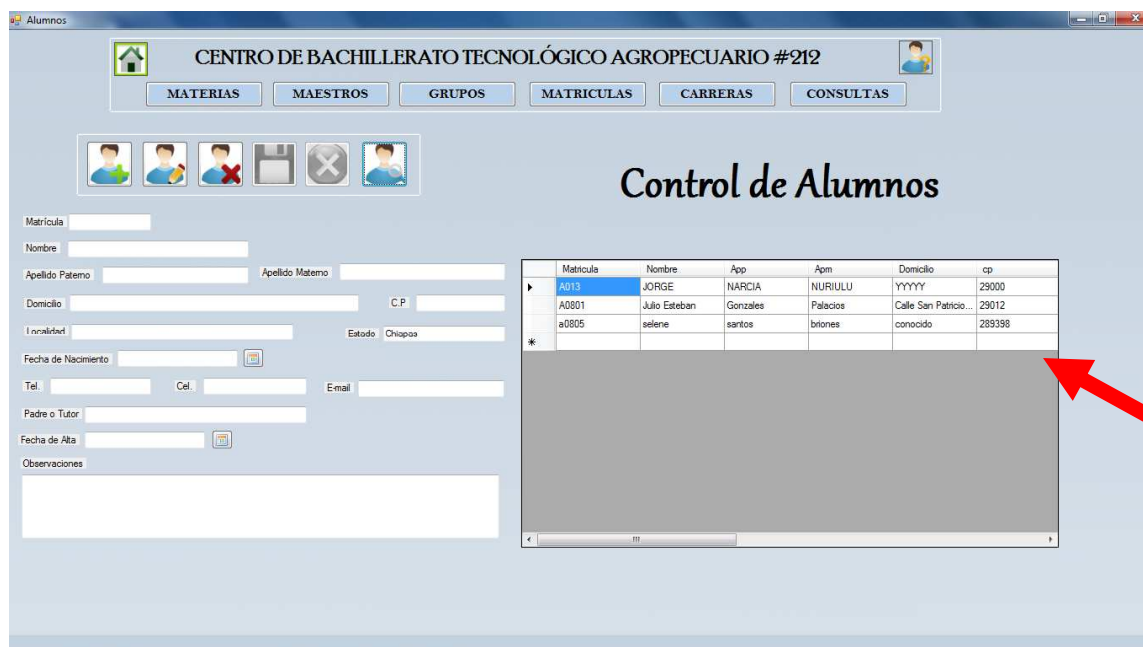 Alumnos
CENTRO DE BACHILLERATO TECNOLÓGICO AGROPECUARIO #212
MATERIAS MAESTROS GRUPOS MATRICULAS CARRERAS CONSULTAS
Control de Alumnos
Matrícula
Nombre
Apellido Paterno Apellido Materno
Domicilio C.P
Localidad Estado Chiapas
Fecha de Nacimiento
Tel. Cel. E-mail
Padre o Tutor
Fecha de Alta
Observaciones
Matricula Nombre App Apm Domicilio cp
A013 JORGE NARCIA NURIULU YYYYY 29000
A0801 Julio Esteban Gonzales Palacios Calle San Patricio... 29012
a0805 selene santos briones conocido 289398